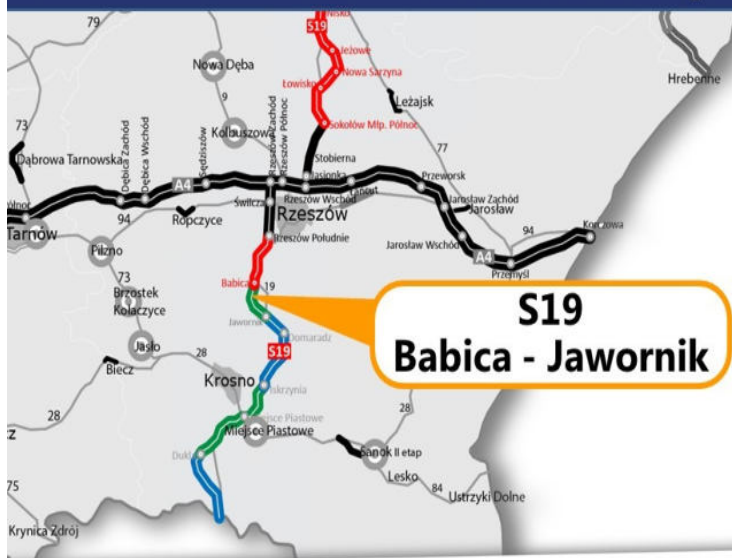 79
Nisko
S19
Jeżowe
Nowa Sarzyna
Nowa Dęba
Łowisko
Hrebenne
9
Leżajsk
73
Kolbuszowa
Sokołów Młp. Północ
77
Dąbrowa Tarnowska
Dębica Zachód
Dębica Wschód
Sędziszów
Rzeszów Zachód
Rzeszów Północ
Stobierna
Jasionka
Przeworsk
A4
Rzeszów Wschód
Łańcut
Jarosław Zachód
Jarosław
94
Ropczyce
Świlcza
Rzeszów
Korczowa
94
Tarnów
Rzeszów Południe
Jarosław Wschód
A4
Pilzno
Przemyśl
73
Babica
19
Brzostek
Kołaczyce
Jawornik
S19
Babica - Jawornik
Domaradz
Jasło
28
S19
Biecz
Krosno
Iskrzynia
28
28
Miejsce Piastowe
Miejsce Piastowe
Dukla
Sanok II etap
Lesko
75
84
Ustrzyki Dolne
Krynica Zdrój